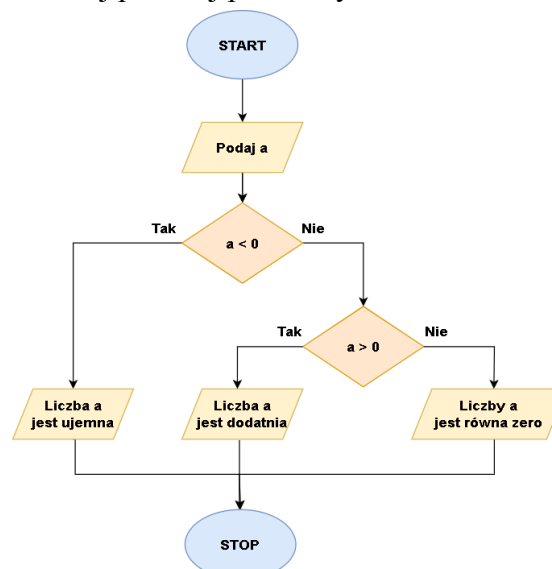 START
Podaj a
Tak
Nie
a < 0
Tak
Nie
a > 0
Liczba a
jest ujemna
Liczba a
jest dodatnia
Liczby a
jest równa zero
STOP